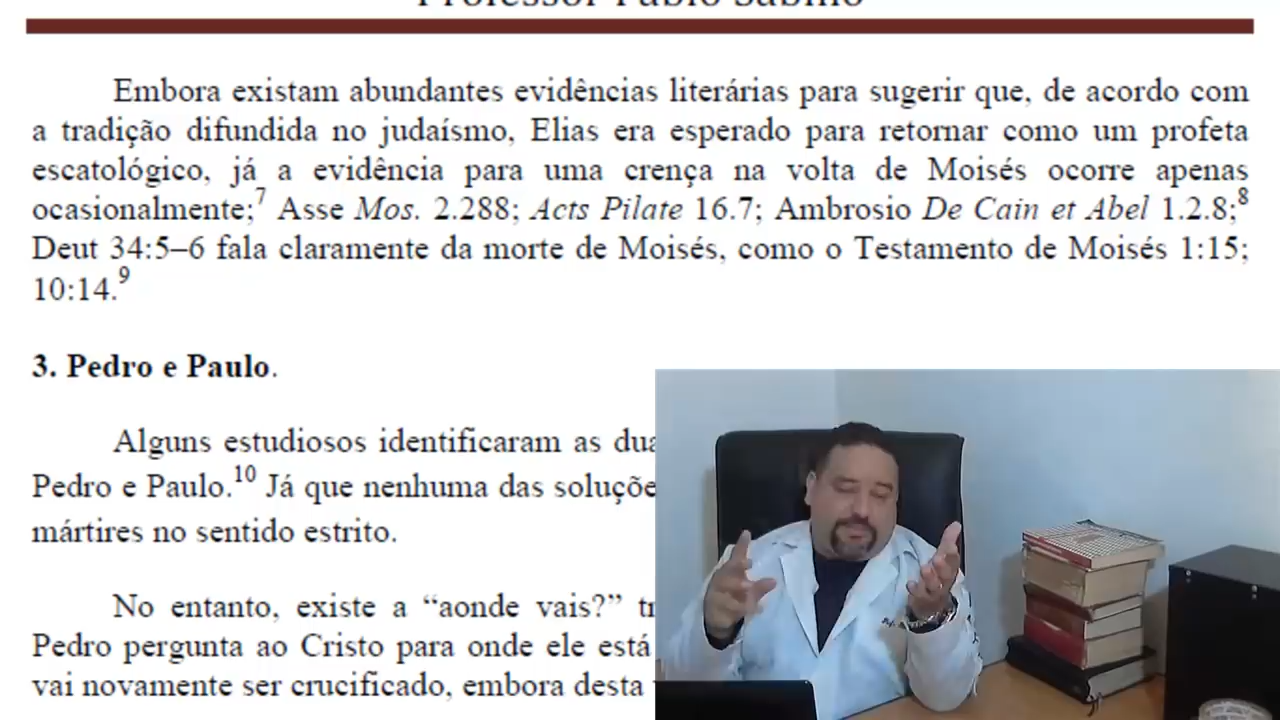 Professor Fábio Sabino
Embora existam abundantes evidências literárias para sugerir que, de acordo com
a tradição difundida no judaísmo, Elias era esperado para retornar como um profeta
escatológico, já a evidência para uma crença na volta de Moisés ocorre apenas
ocasionalmente;7 Asse Mos. 2.288; Acts Pilate 16.7; Ambrosio De Cain et Abel 1.2.8;8
Deut 34:5–6 fala claramente da morte de Moisés, como o Testamento de Moisés 1:15;
10:14.9
3. Pedro e Paulo.
Alguns estudiosos identificaram as dua
Pedro e Paulo.10 Já que nenhuma das soluçõe
mártires no sentido estrito.
No entanto, existe a “aonde vais?” tr
Pedro pergunta ao Cristo para onde ele está
vai novamente ser crucificado, embora desta